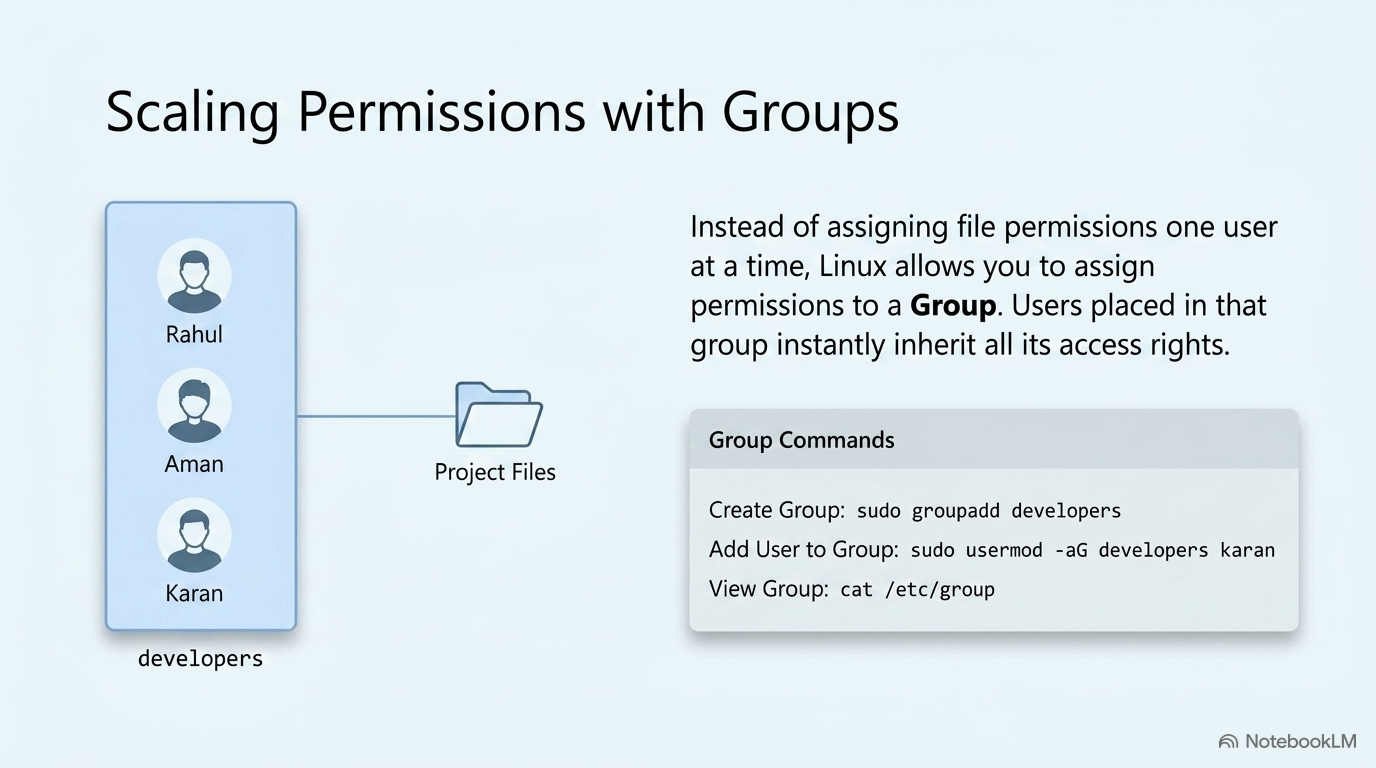 Scaling Permissions with Groups
Rahul
Aman
Karan
developers
Project Files
Instead of assigning file permissions one user
at a time, Linux allows you to assign
permissions to a Group. Users placed in that
group instantly inherit all its access rights.
Group Commands
Create Group: sudo groupadd developers
Add User to Group: sudo usermod -aG developers karan
View Group: cat /etc/group
NotebookLM